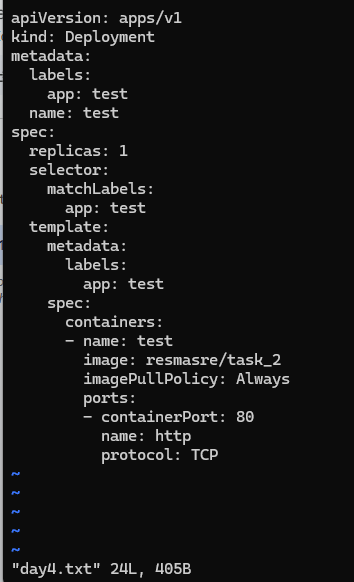 apiVersion: apps/v1
kind: Deployment
metadata:
  labels:
    app: test
  name: test
spec:
  replicas: 1
  selector:
    matchLabels:
      app: test
  template:
    metadata:
      labels:
        app: test
    spec:
      containers:
      - name: test
        image: resmasre/task_2
        imagePullPolicy: Always
        ports:
        - containerPort: 80
          name: http
          protocol: TCP
~
~
~
~
~
"day4.txt" 24L, 405B